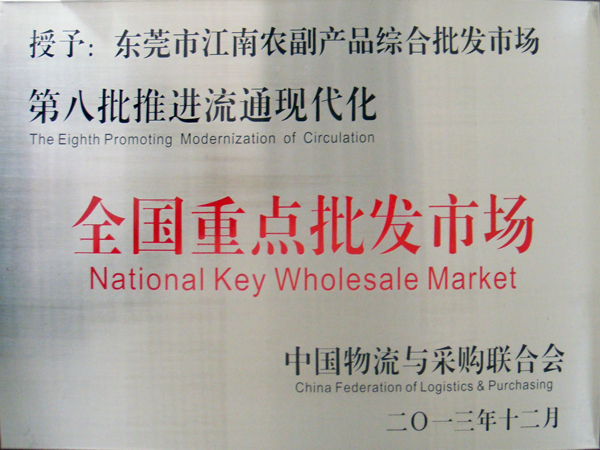 授予：东莞市江南农副产品综合批发市场
第八批推进流通现代化
The Eighth Promoting Modernization of Circulation
全国重点批发市场
National Key Wholesale Market
中国物流与采购联合会
China Federation of Logistics & Purchasing
二〇一三年十二月